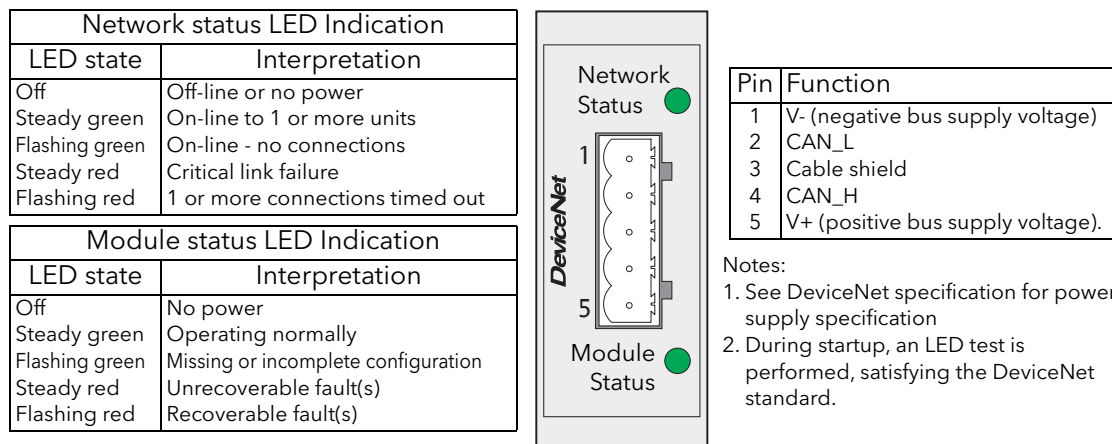 Network status LED Indication
LED state Interpretation
Off Off-line or no power
Steady green On-line to 1 or more units
Flashing green On-line - no connections
Steady red Critical link failure
Flashing red 1 or more connections timed out
Module status LED Indication
LED state Interpretation
Off No power
Steady green Operating normally
Flashing green Missing or incomplete configuration
Steady red Unrecoverable fault(s)
Flashing red Recoverable fault(s)
Network
Status
1
DeviceNet
5
Module
Status
Pin Function
1 V- (negative bus supply voltage)
2 CAN_L
3 Cable shield
4 CAN_H
5 V+ (positive bus supply voltage).
Notes:
1. See DeviceNet specification for power
supply specification
2. During startup, an LED test is
performed, satisfying the DeviceNet
standard.